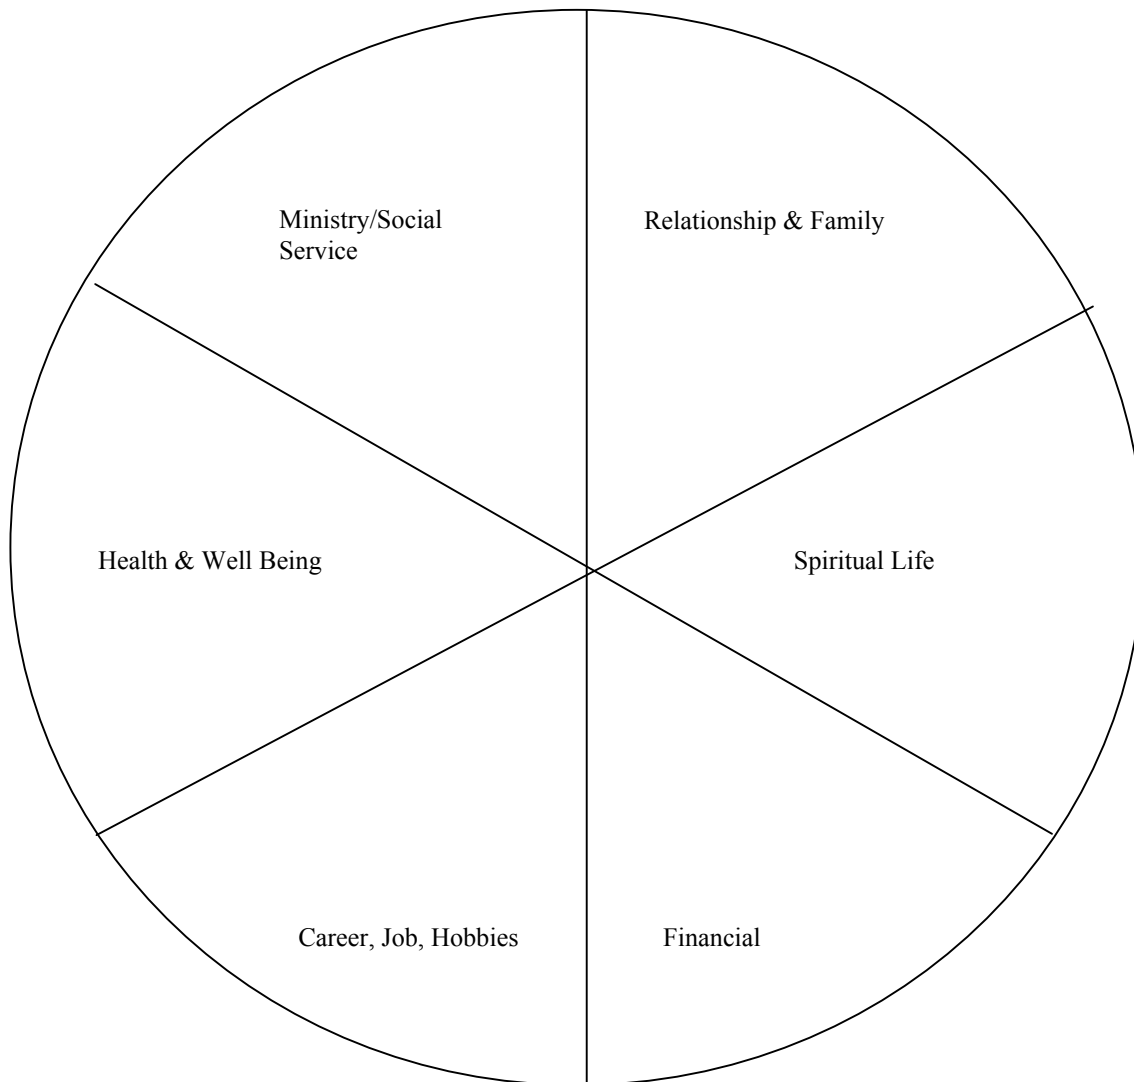 Ministry/Social
Service
Relationship & Family
Health & Well Being
Spiritual Life
Career, Job, Hobbies
Financial